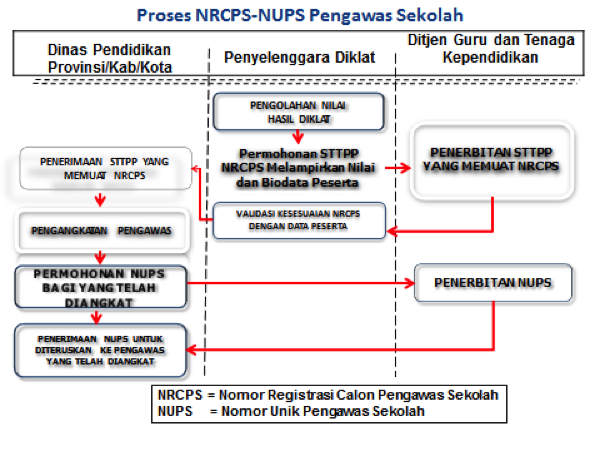 Proses NRCPS-NUPS Pengawas Sekolah
Dinas Pendidikan
Provinsi/Kab/Kota
Penyelenggara Diklat
Ditjen Guru dan Tenaga
Kependidikan
PENGOLAHAN NILAI
HASIL DIKLAT
Permohonan STTPP
NRCPS Melampirkan Nilai
dan Biodata Peserta
PENERBITAN STTPP
YANG MEMUAT NRCPS
PENERIMAAN STTPP YANG
MEMUAT NRCPS
VALIDASI KESESUAIAN NRCPS
DENGAN DATA PESERTA
PENGANGKATAN PENGAWAS
PERMOHONAN NUPS
BAGI YANG TELAH
DIANGKAT
PENERBITAN NUPS
PENERIMAAN NUPS UNTUK
DITERUSKAN KE PENGAWAS
YANG TELAH DIANGKAT
NRCPS = Nomor Registrasi Calon Pengawas Sekolah
NUPS = Nomor Unik Pengawas Sekolah